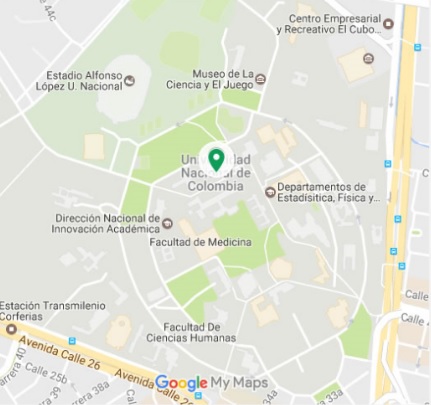 44c
Centro Empresarial
y Recreativo El Cubo...
Estadio Alfonso
López U. Nacional
Museo de La
Ciencia y El Juego
Universidad
Nacional de
Colombia
Departamentos de
Estadísitica, Física y...
Dirección Nacional de
Innovación Académica
Facultad de Medicina
Estación Transmilenio
Corferias
Calle
Calle
Facultad De
Ciencias Humanas
Avenida Calle 26
Avenida Calle 26
Calle 25b
Carrera 40
Carrera 39
Carrera 38a
Google My Maps
34a
33a